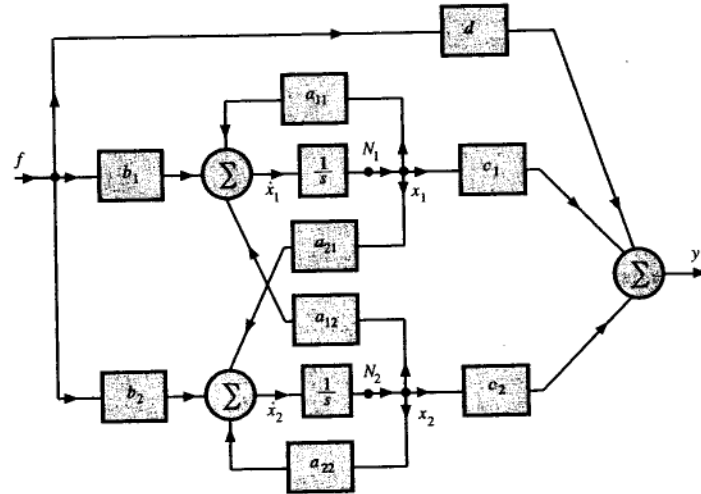 d
a₁₁
f
b₁
Σ
ẋ₁
1/s
N₁
x₁
c₁
a₂₁
Σ
y
a₁₂
b₂
Σ
ẋ₂
1/s
N₂
x₂
c₂
a₂₂